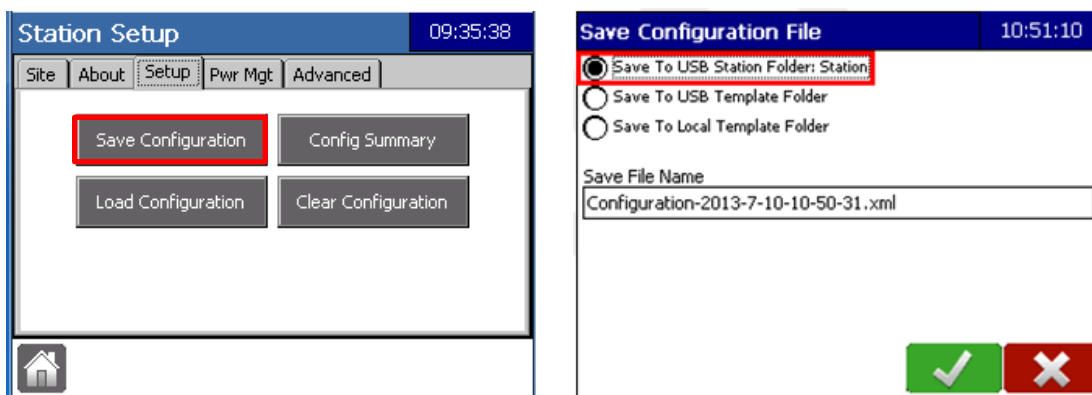 Station Setup 09:35:38
Site About Setup Pwr Mgt Advanced
Save Configuration Config Summary
Load Configuration Clear Configuration
Save Configuration File 10:51:10
Save To USB Station Folder: Station
Save To USB Template Folder
Save To Local Template Folder
Save File Name
Configuration-2013-7-10-10-50-31.xml